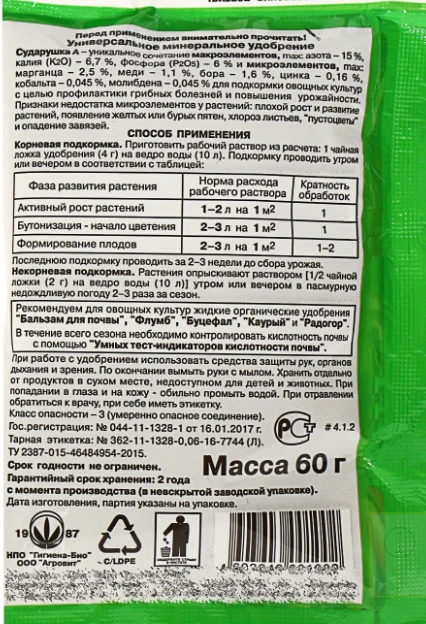 Перед применением внимательно прочитать!
Универсальное минеральное удобрение
Сударушка А – уникальное сочетание макроэлементов, max: азота – 15 %,
калия (K2O) – 6,7 %, фосфора (P2O5) – 6 % и микроэлементов, max:
марганца – 2,5 %, меди – 1,1 %, бора – 1,6 %, цинка – 0,16 %,
кобальта – 0,045 %, молибдена – 0,045 % для подкормки овощных культур
с целью профилактики грибных болезней и повышения урожайности.
Признаки недостатка микроэлементов у растений: плохой рост и развитие
растений, появление желтых или бурых пятен, хлороз листьев, "пустоцветы"
и опадение завязей.
СПОСОБ ПРИМЕНЕНИЯ
Корневая подкормка. Приготовить рабочий раствор из расчета: 1 чайная
ложка удобрения (4 г) на ведро воды (10 л). Подкормку проводить утром
или вечером в соответствии с таблицей:
Фаза развития растения Норма расхода рабочего раствора Кратность обработок
Активный рост растений 1–2 л на 1 м2 1
Бутонизация - начало цветения 2–3 л на 1 м2 1
Формирование плодов 2–3 л на 1 м2 1–2
Последнюю подкормку проводить за 2–3 недели до сбора урожая.
Некорневая подкормка. Растения опрыскивают раствором [1/2 чайной
ложки (2 г) на ведро воды (10 л)] утром или вечером в пасмурную
недождливую погоду 2–3 раза за сезон.
Рекомендуем для овощных культур жидкие органические удобрения
"Бальзам для почвы", "Флумб", "Буцефал", "Каурый" и "Радогор".
В течение всего сезона необходимо контролировать кислотность почвы
с помощью "Умных тест-индикаторов кислотности почвы".
При работе с удобрением использовать средства защиты рук, органов
дыхания и зрения. По окончании вымыть руки с мылом. Хранить отдельно
от продуктов в сухом месте, недоступном для детей и животных. При
попадании в глаза и на кожу - обильно промыть водой. При отравлении
обратиться к врачу, при себе иметь этикетку.
Класс опасности – 3 (умеренно опасное соединение).
Гос.регистрация: № 044-11-1328-1 от 16.01.2017 г.
Тарная этикетка: № 362-11-1328-0,06-16-7744 (Л).
ТУ 2387-015-46484954-2015.
РСТ # 4.1.2
Срок годности не ограничен.
Масса 60 г
Гарантийный срок хранения: 2 года
с момента производства (в невскрытой заводской упаковке).
Дата изготовления, партия указаны на упаковке.
19 87
НПО "Гигиена-Био"
ООО "Агровит"
C/LDPE